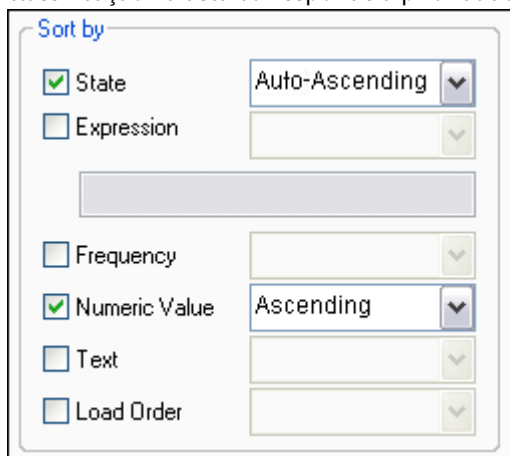 Sort by
State Auto-Ascending
Expression
Frequency
Numeric Value Ascending
Text
Load Order